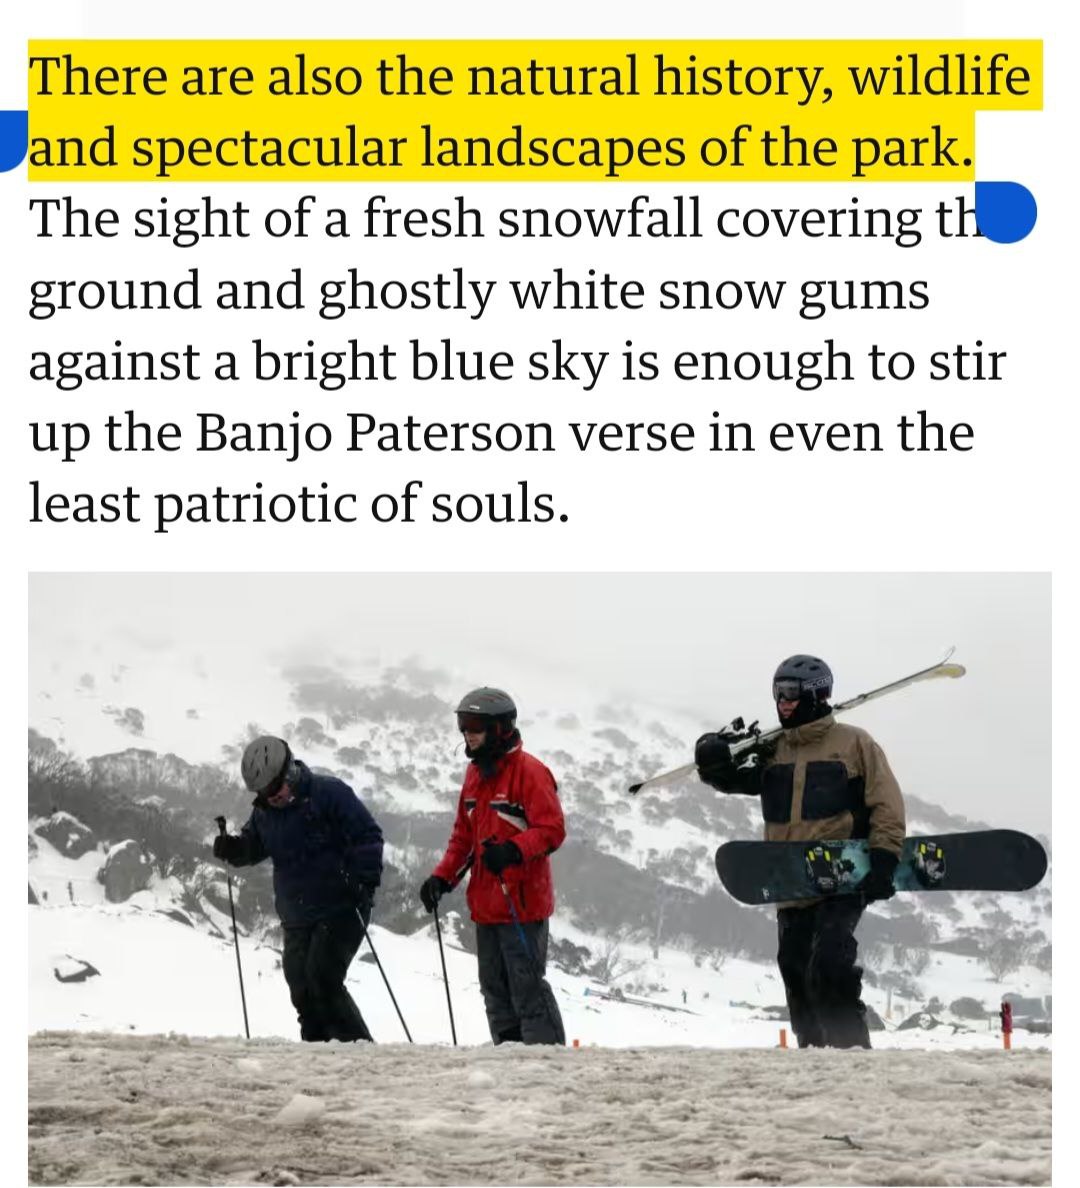 There are also the natural history, wildlife
and spectacular landscapes of the park.
The sight of a fresh snowfall covering th
ground and ghostly white snow gums
against a bright blue sky is enough to stir
up the Banjo Paterson verse in even the
least patriotic of souls.